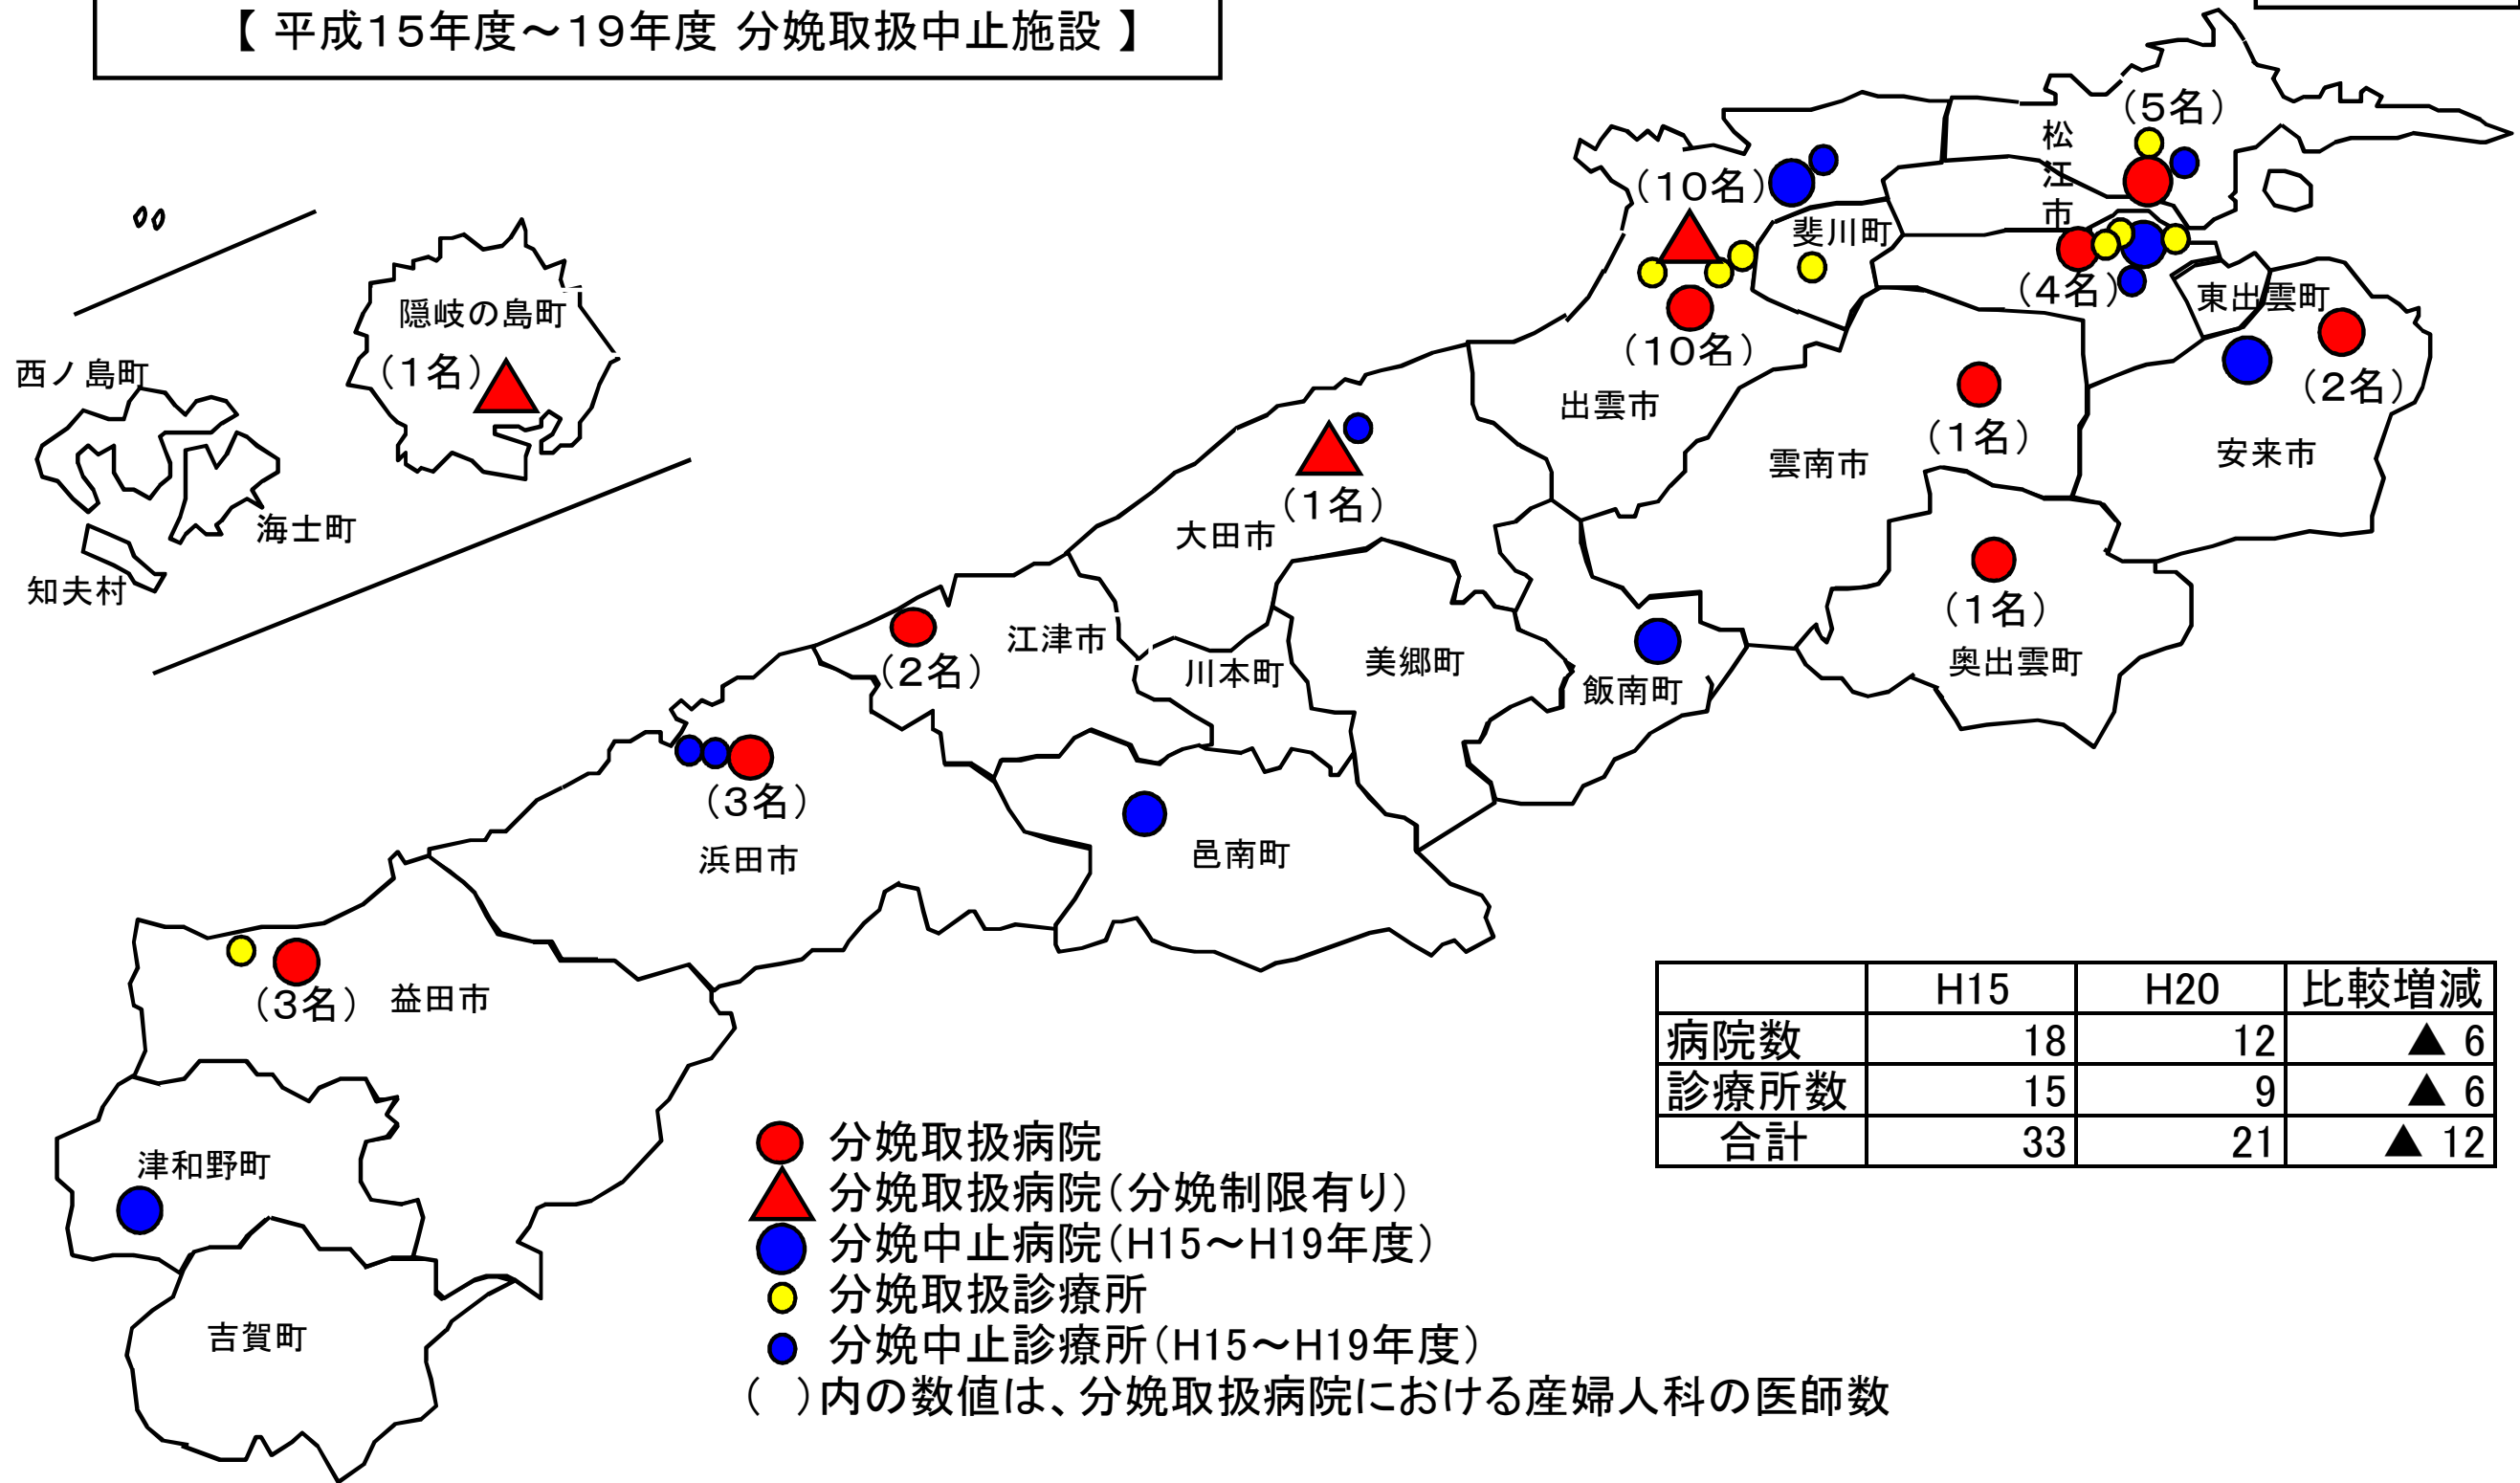 【 平成15年度～19年度 分娩取扱中止施設 】
(5名)
松江市
(10名)
斐川町
(4名)
東出雲町
隠岐の島町
(1名)
(10名)
西ノ島町
(2名)
出雲市
(1名)
安来市
雲南市
(1名)
大田市
海士町
知夫村
(1名)
江津市
(2名)
川本町
美郷町
奥出雲町
飯南町
(3名)
浜田市
邑南町
(3名)
益田市
H15 H20 比較増減
病院数 18 12 ▲ 6
診療所数 15 9 ▲ 6
合計 33 21 ▲ 12
津和野町
吉賀町
分娩取扱病院
分娩取扱病院(分娩制限有り)
分娩中止病院(H15～H19年度)
分娩取扱診療所
分娩中止診療所(H15～H19年度)
(　)内の数値は、分娩取扱病院における産婦人科の医師数